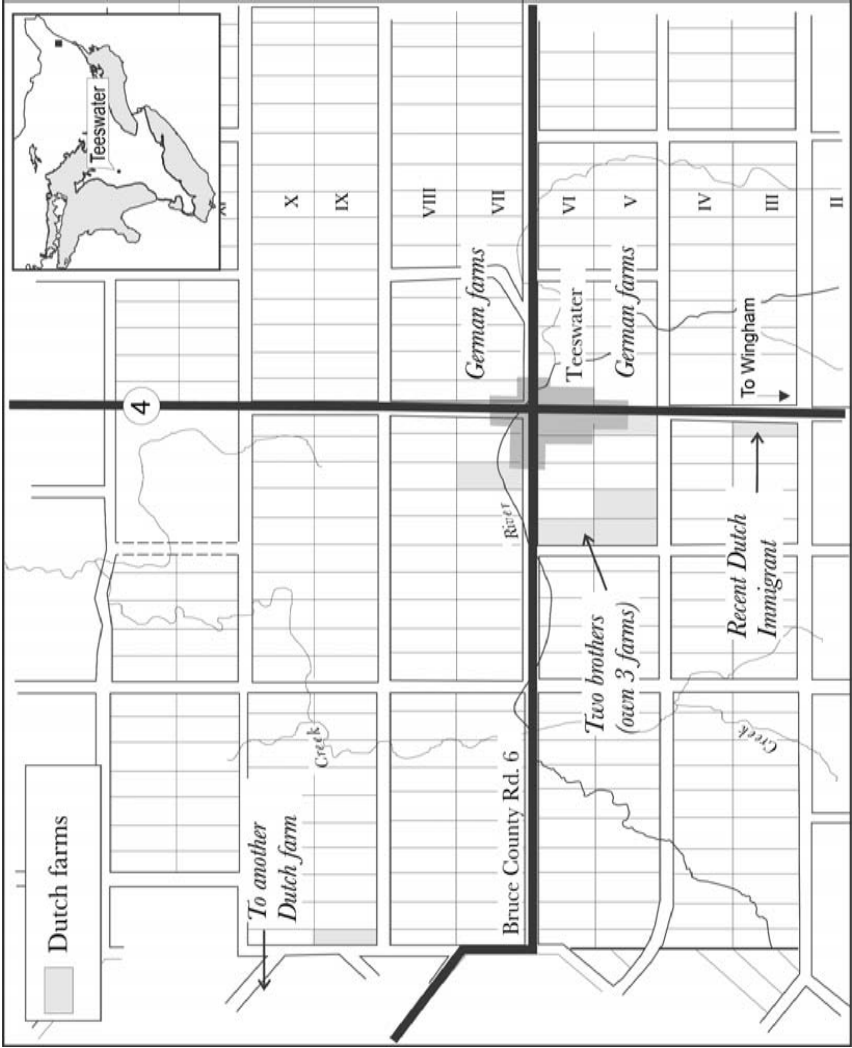 Dutch farms
Teeswater
4
To another
Dutch farm
Creek
X
IX
VIII
VII
German farms
River
Bruce County Rd. 6
VI
V
Teeswater
German farms
Two brothers
(own 3 farms)
IV
III
II
To Wingham
Recent Dutch
Immigrant
Creek